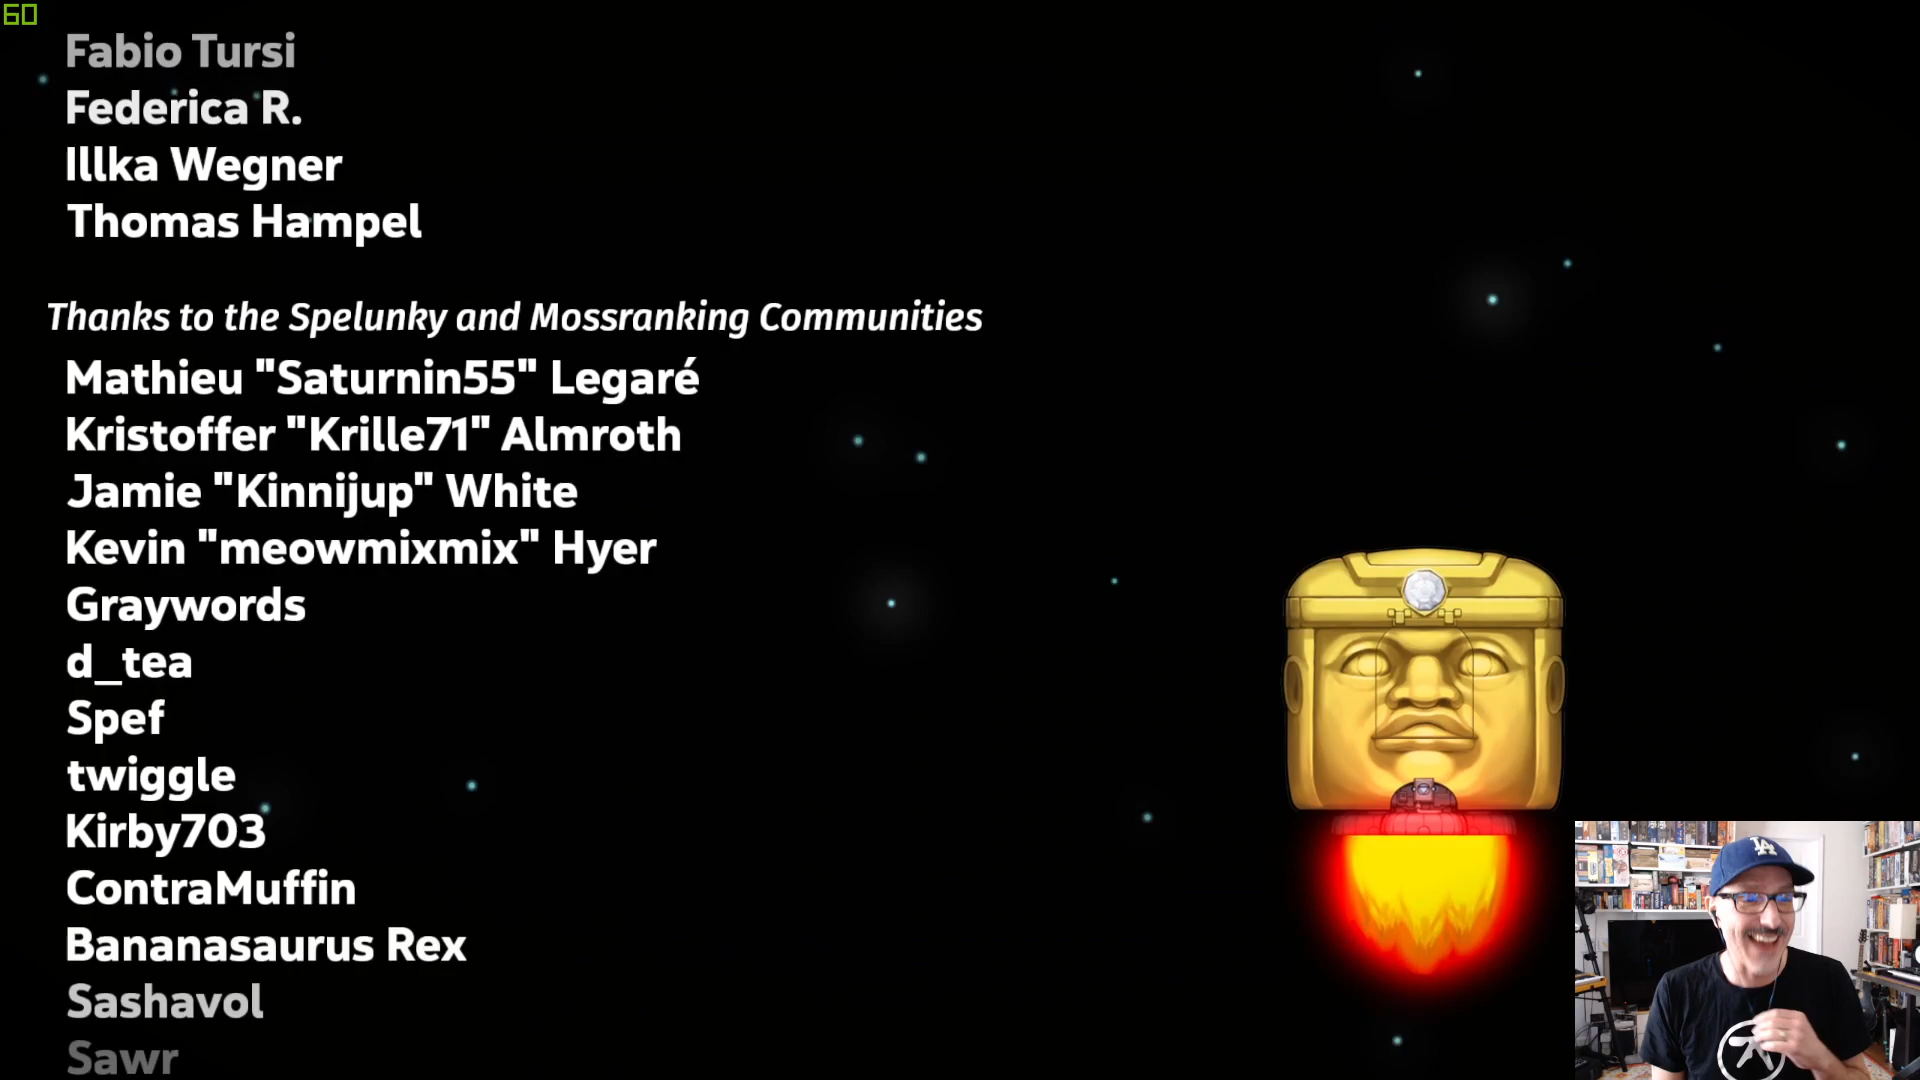 60
Fabio Tursi
Federica R.
Illka Wegner
Thomas Hampel
Thanks to the Spelunky and Mossranking Communities
Mathieu "Saturnin55" Legaré
Kristoffer "Krille71" Almroth
Jamie "Kinnijup" White
Kevin "meowmixmix" Hyer
Graywords
d_tea
Spef
twiggle
Kirby703
ContraMuffin
Bananasaurus Rex
LA
Sashavol
Sawr